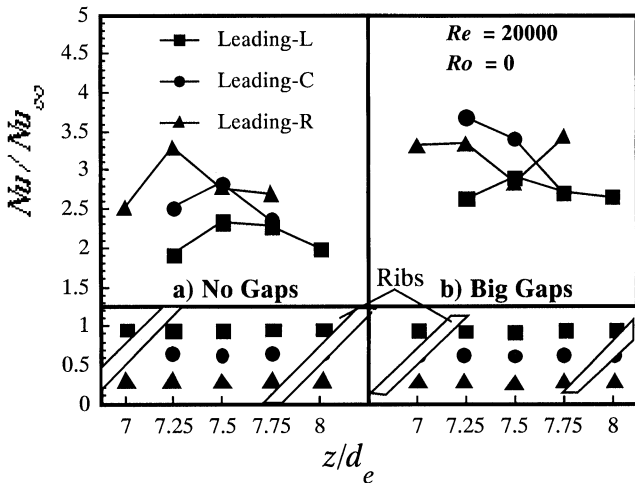 Nu / Nu∞
5
4.5
4
3.5
3
2.5
2
1.5
1
0.5
0
Leading-L
Leading-C
Leading-R
Re = 20000
Ro = 0
a) No Gaps
Ribs
b) Big Gaps
7 7.25 7.5 7.75 8
7 7.25 7.5 7.75 8
z/de